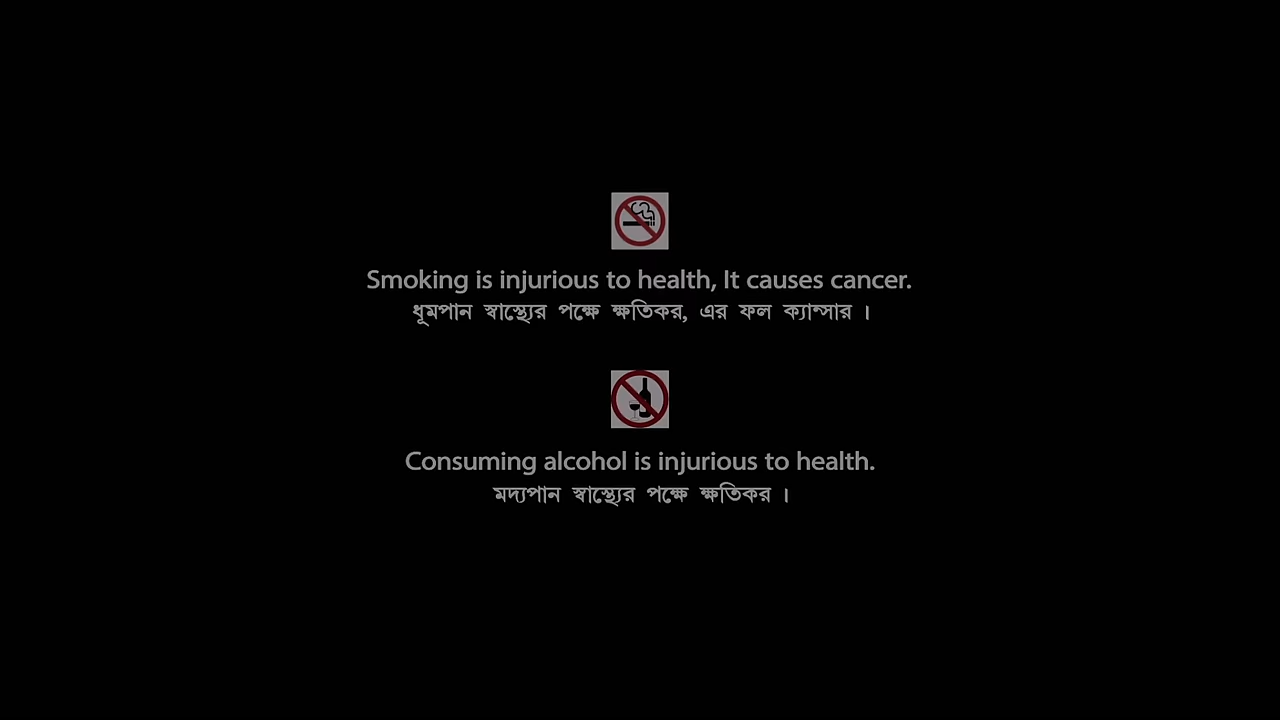 Smoking is injurious to health, It causes cancer.
ধূমপান স্বাস্থ্যের পক্ষে ক্ষতিকর, এর ফল ক্যান্সার ।
Consuming alcohol is injurious to health.
মদ্যপান স্বাস্থ্যের পক্ষে ক্ষতিকর ।